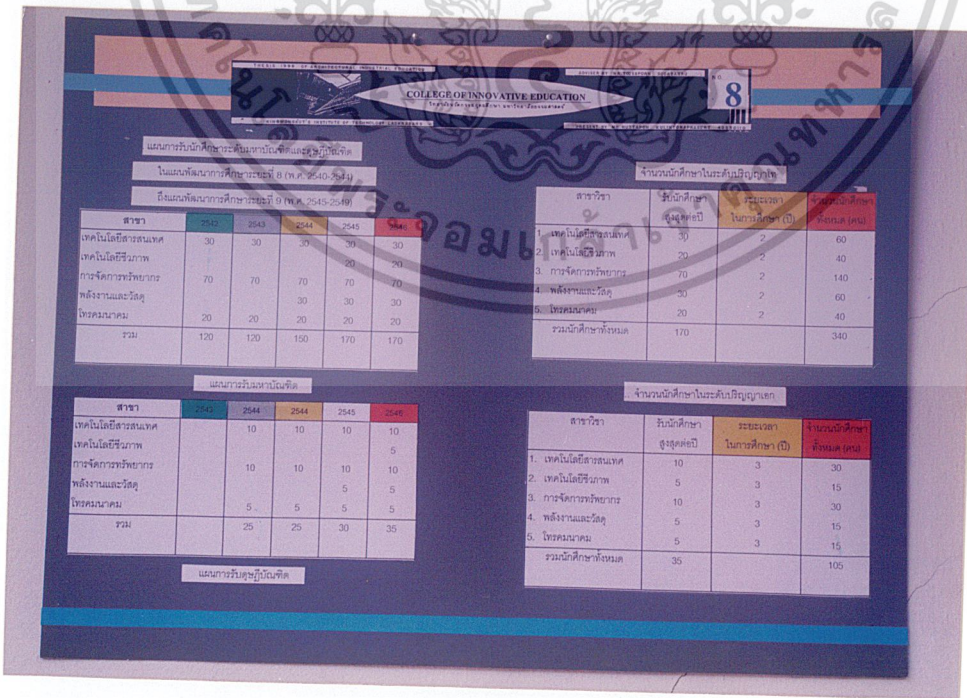 COLLEGE OF INNOVATIVE EDUCATION
NO.
8
แผนการรับนักศึกษาระดับมหาบัณฑิตและดุษฎีบัณฑิต
ในแผนพัฒนาการศึกษาระยะที่ 8 (พ.ศ. 2540-2544)
ถึงแผนพัฒนาการศึกษาระยะที่ 9 (พ.ศ. 2545-2549)
สาขา 2542 2543 2544 2545 2546
เทคโนโลยีสารสนเทศ 30 30 30 30 30
เทคโนโลยีชีวภาพ 20 20
การจัดการทรัพยากร 70 70 70 70 70
พลังงานและวัสดุ 30 30 30
โทรคมนาคม 20 20 20 20 20
รวม 120 120 150 170 170
แผนการรับมหาบัณฑิต
สาขา 2543 2544 2544 2545 2546
เทคโนโลยีสารสนเทศ 10 10 10 10
เทคโนโลยีชีวภาพ 5
การจัดการทรัพยากร 10 10 10 10
พลังงานและวัสดุ 5 5
โทรคมนาคม 5 5 5 5
รวม 25 25 30 35
แผนการรับดุษฎีบัณฑิต
จำนวนนักศึกษาในระดับปริญญาโท
สาขาวิชา รับนักศึกษา ระยะเวลา จำนวนนักศึกษา
สูงสุดต่อปี ในการศึกษา (ปี) ทั้งหมด (คน)
1. เทคโนโลยีสารสนเทศ 30 2 60
2. เทคโนโลยีชีวภาพ 20 2 40
3. การจัดการทรัพยากร 70 2 140
4. พลังงานและวัสดุ 30 2 60
5. โทรคมนาคม 20 2 40
รวมนักศึกษาทั้งหมด 170 340
จำนวนนักศึกษาในระดับปริญญาเอก
สาขาวิชา รับนักศึกษา ระยะเวลา จำนวนนักศึกษา
สูงสุดต่อปี ในการศึกษา (ปี) ทั้งหมด (คน)
1. เทคโนโลยีสารสนเทศ 10 3 30
2. เทคโนโลยีชีวภาพ 5 3 15
3. การจัดการทรัพยากร 10 3 30
4. พลังงานและวัสดุ 5 3 15
5. โทรคมนาคม 5 3 15
รวมนักศึกษาทั้งหมด 35 105